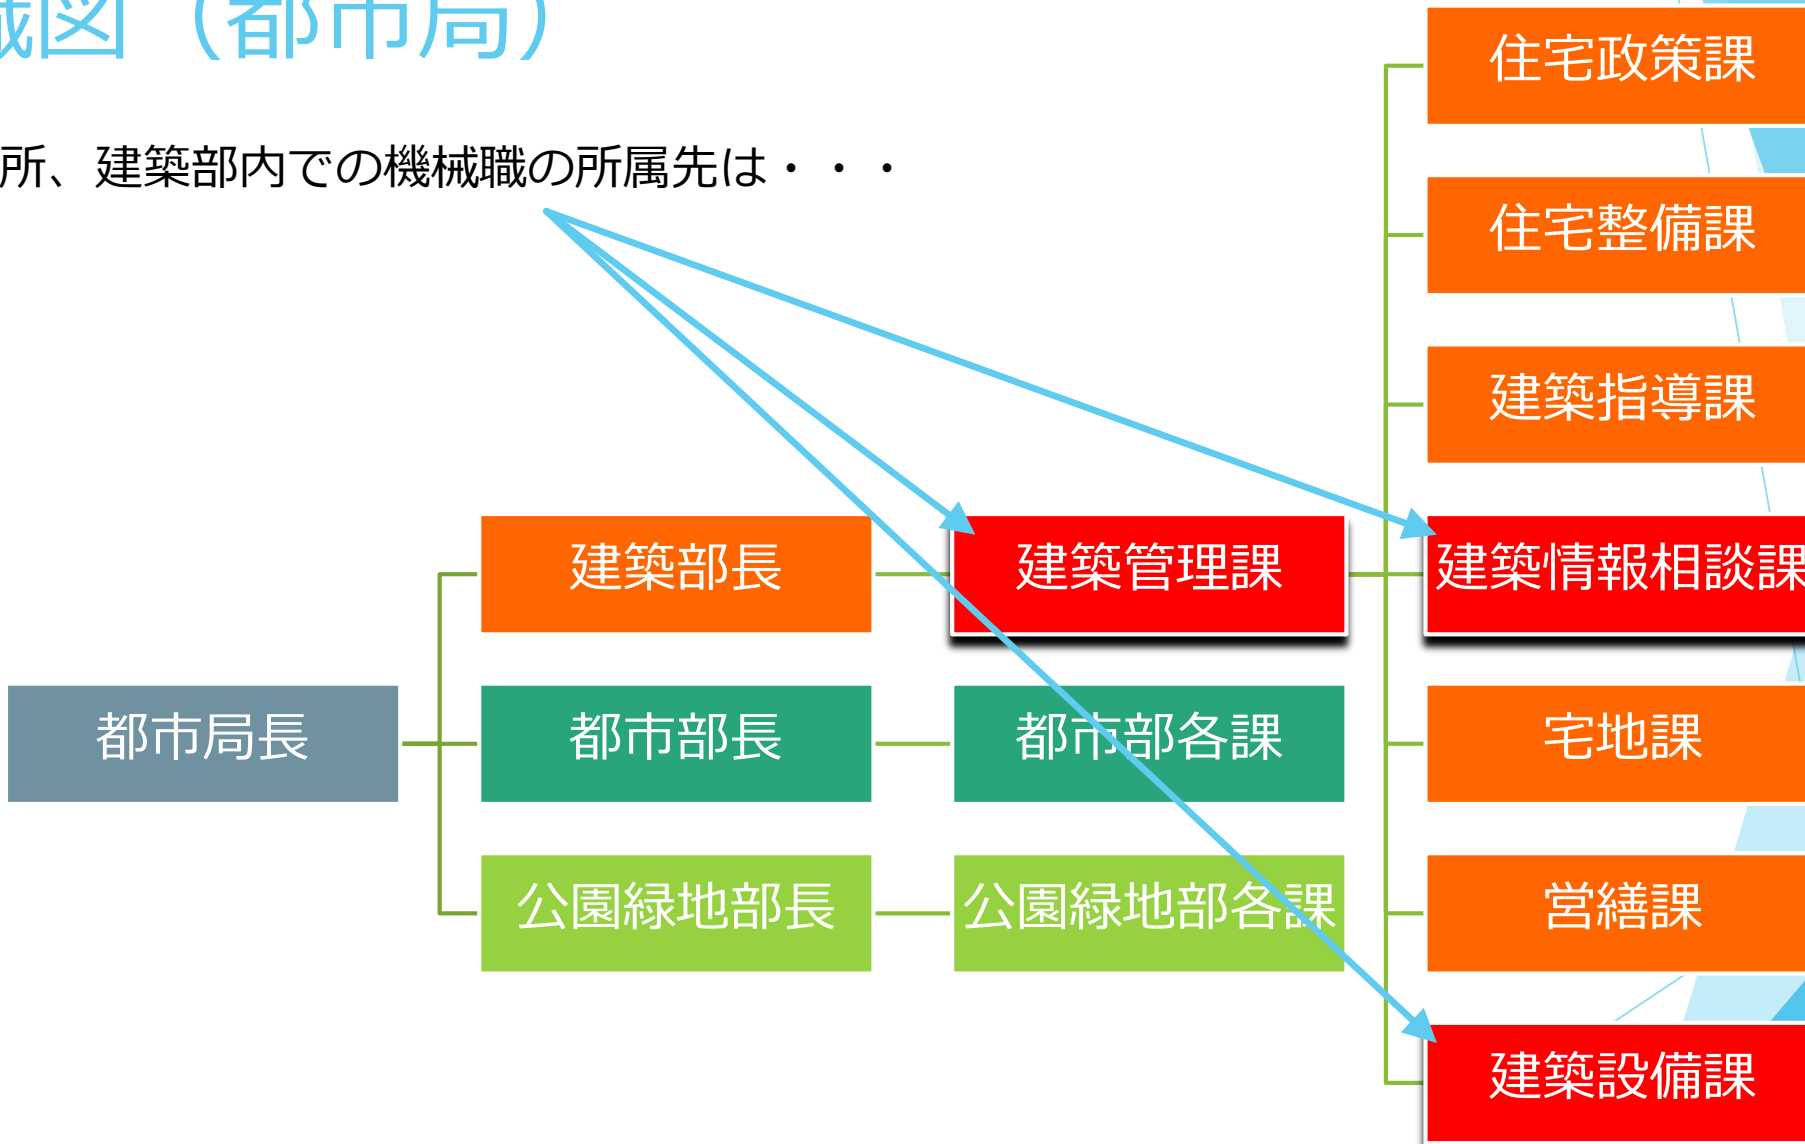 織図（都市局）
所、建築部内での機械職の所属先は・・・
住宅政策課
住宅整備課
建築指導課
建築部長
建築管理課
建築情報相談課
都市局長
都市部長
都市部各課
宅地課
公園緑地部長
公園緑地部各課
営繕課
建築設備課